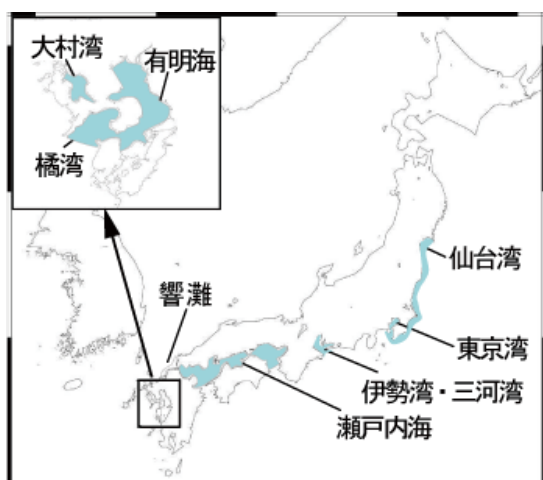 大村湾
有明海
橘湾
仙台湾
響灘
東京湾
伊勢湾・三河湾
瀬戸内海